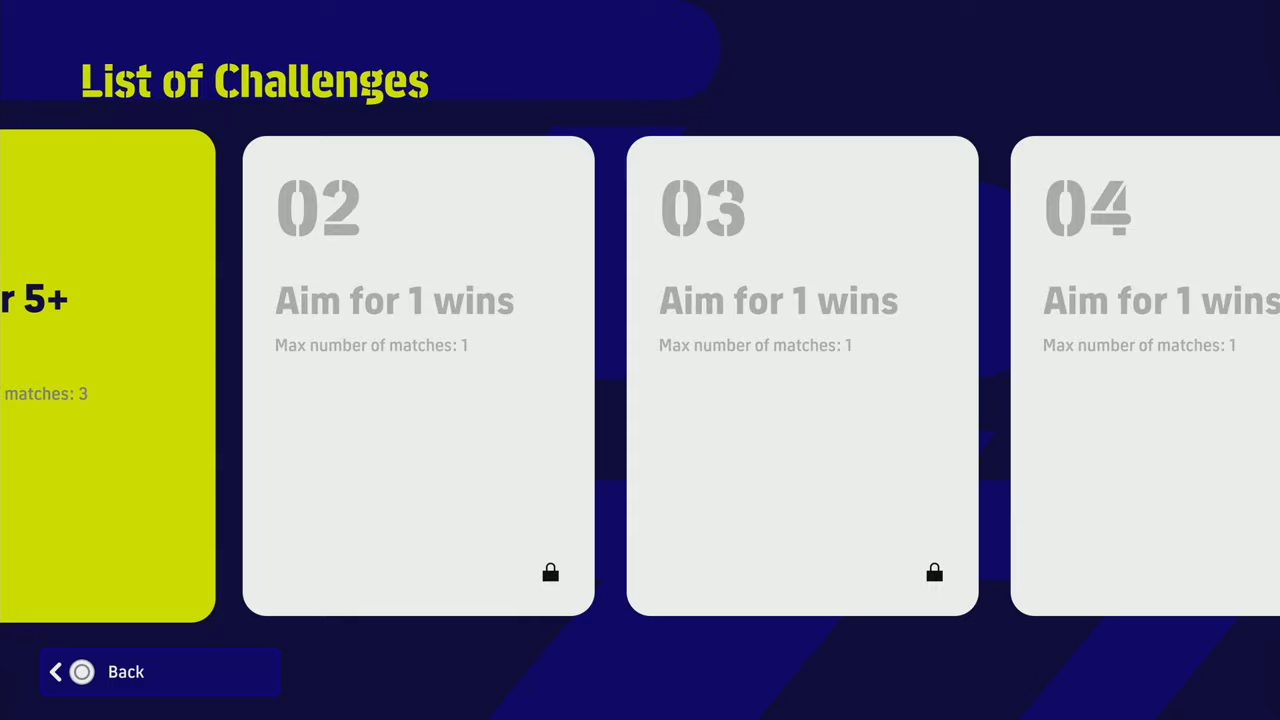 List of Challenges
r 5+
matches: 3
02
Aim for 1 wins
Max number of matches: 1
03
Aim for 1 wins
Max number of matches: 1
04
Aim for 1 wins
Max number of matches: 1
Back